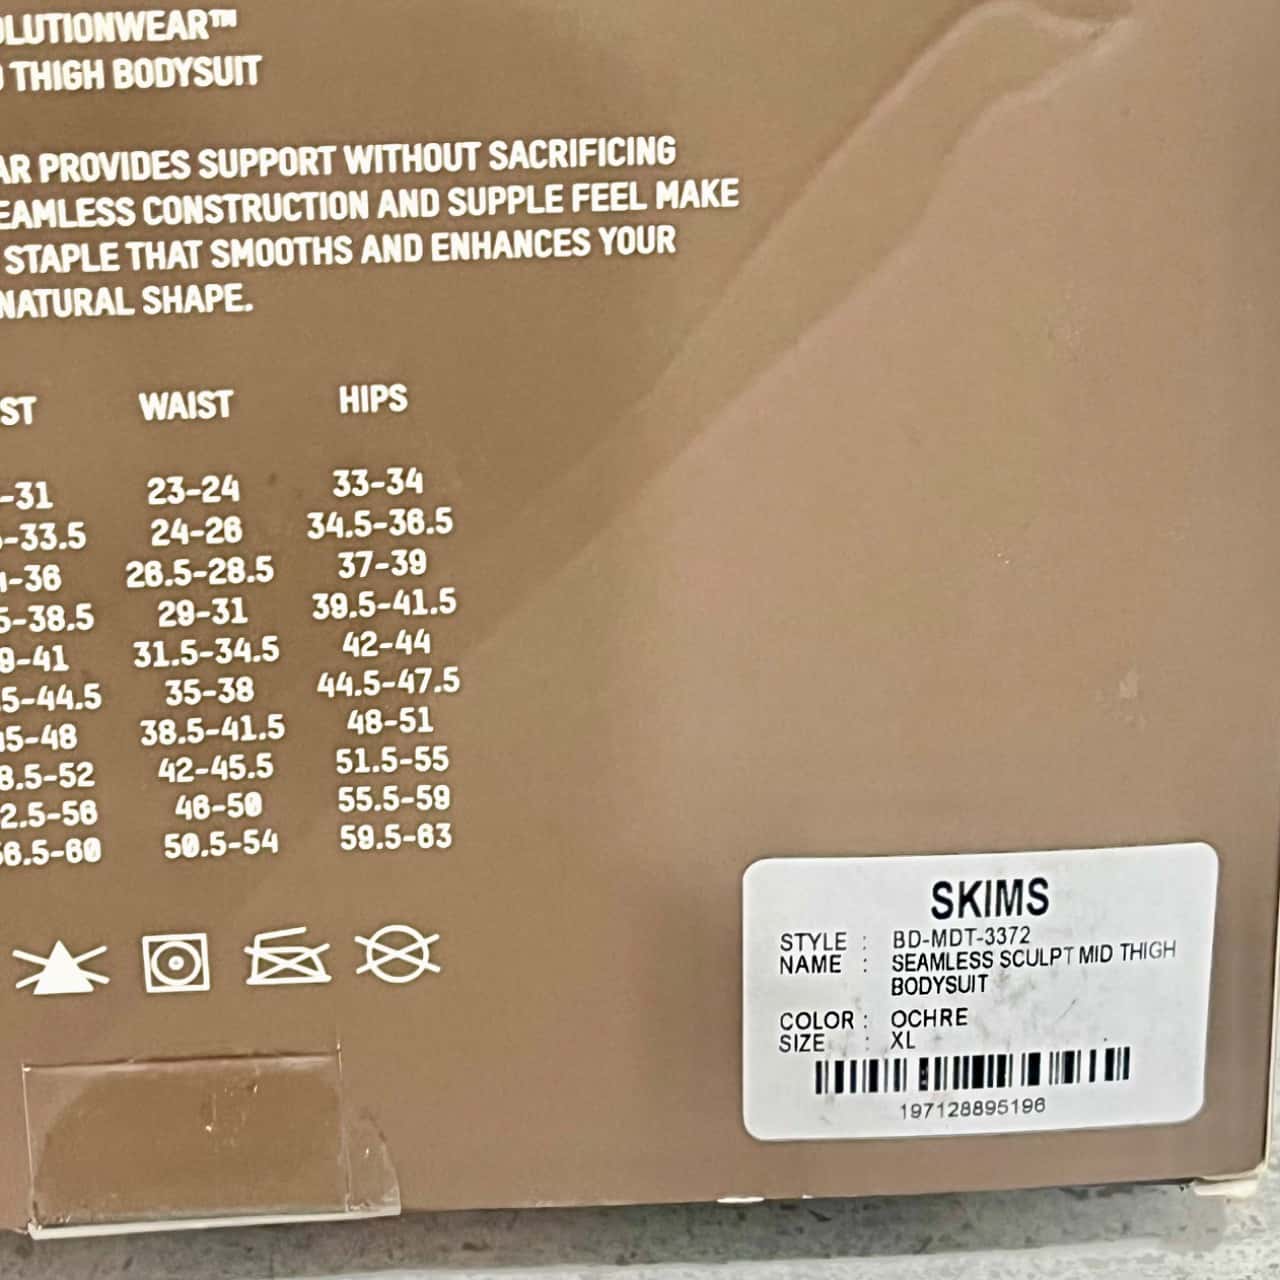 OLUTIONWEAR™
D THIGH BODYSUIT
AR PROVIDES SUPPORT WITHOUT SACRIFICING
EAMLESS CONSTRUCTION AND SUPPLE FEEL MAKE
STAPLE THAT SMOOTHS AND ENHANCES YOUR
NATURAL SHAPE.
ST WAIST HIPS
-31 23-24 33-34
-33.5 24-26 34.5-36.5
-36 26.5-28.5 37-39
5-38.5 29-31 39.5-41.5
9-41 31.5-34.5 42-44
.5-44.5 35-38 44.5-47.5
45-48 38.5-41.5 48-51
8.5-52 42-45.5 51.5-55
2.5-56 46-50 55.5-59
56.5-60 50.5-54 59.5-63
SKIMS
STYLE : BD-MDT-3372
NAME : SEAMLESS SCULPT MID THIGH
BODYSUIT
COLOR : OCHRE
SIZE : XL
197128895196